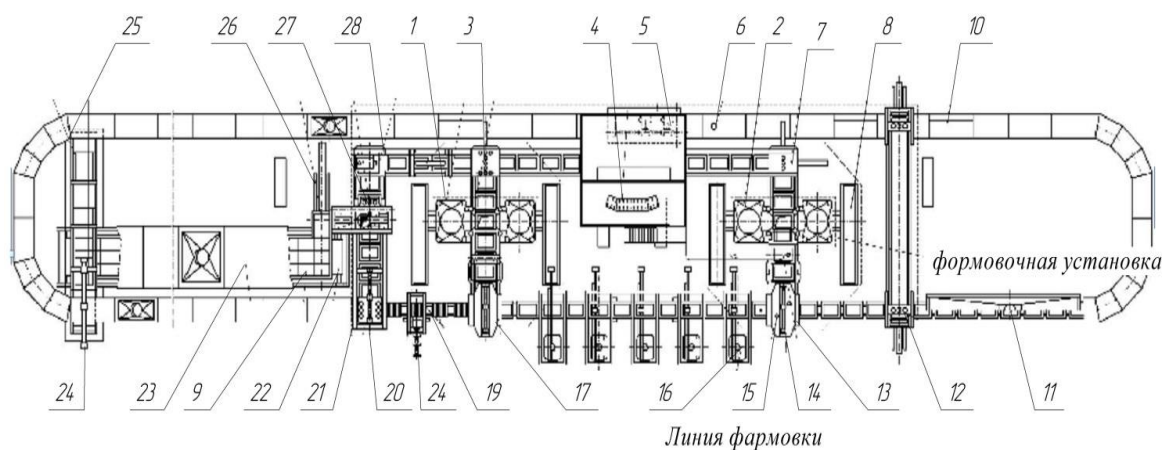 25 26 27 28 1 3 4 5 6 2 7 8 10
формовочная установка
24 23 9 22 21 20 24 19 17 16 15 14 13 12 11
Линия фармовки